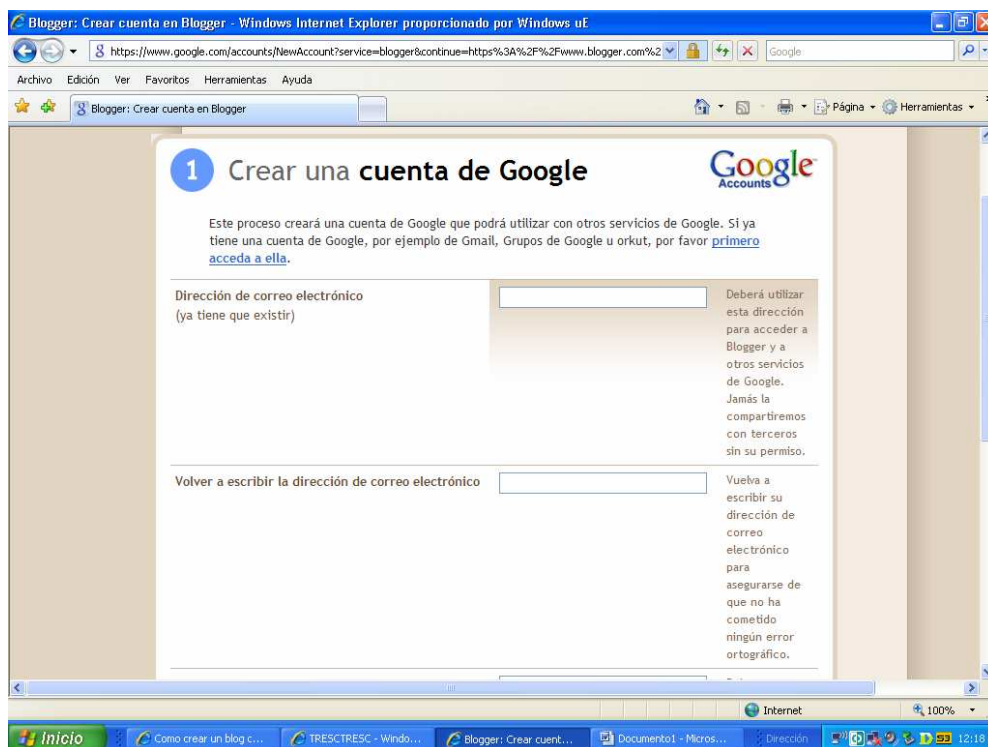 Blogger: Crear cuenta en Blogger - Windows Internet Explorer proporcionado por Windows uE
https://www.google.com/accounts/NewAccount?service=blogger&continue=https%3A%2F%2Fwww.blogger.com%2
Google
Archivo Edición Ver Favoritos Herramientas Ayuda
Blogger: Crear cuenta en Blogger
Página Herramientas
1 Crear una cuenta de Google
Google
Accounts
Este proceso creará una cuenta de Google que podrá utilizar con otros servicios de Google. Si ya
tiene una cuenta de Google, por ejemplo de Gmail, Grupos de Google u orkut, por favor primero
acceda a ella.
Dirección de correo electrónico
(ya tiene que existir)
Deberá utilizar
esta dirección
para acceder a
Blogger y a
otros servicios
de Google.
Jamás la
compartiremos
con terceros
sin su permiso.
Volver a escribir la dirección de correo electrónico
Vuelva a
escribir su
dirección de
correo
electrónico
para
asegurarse de
que no ha
cometido
ningún error
ortográfico.
Internet
100%
Inicio
Como crear un blog c...
TRESCTRESC - Windo...
Blogger: Crear cuent...
Documento1 - Micros...
Dirección
12:18